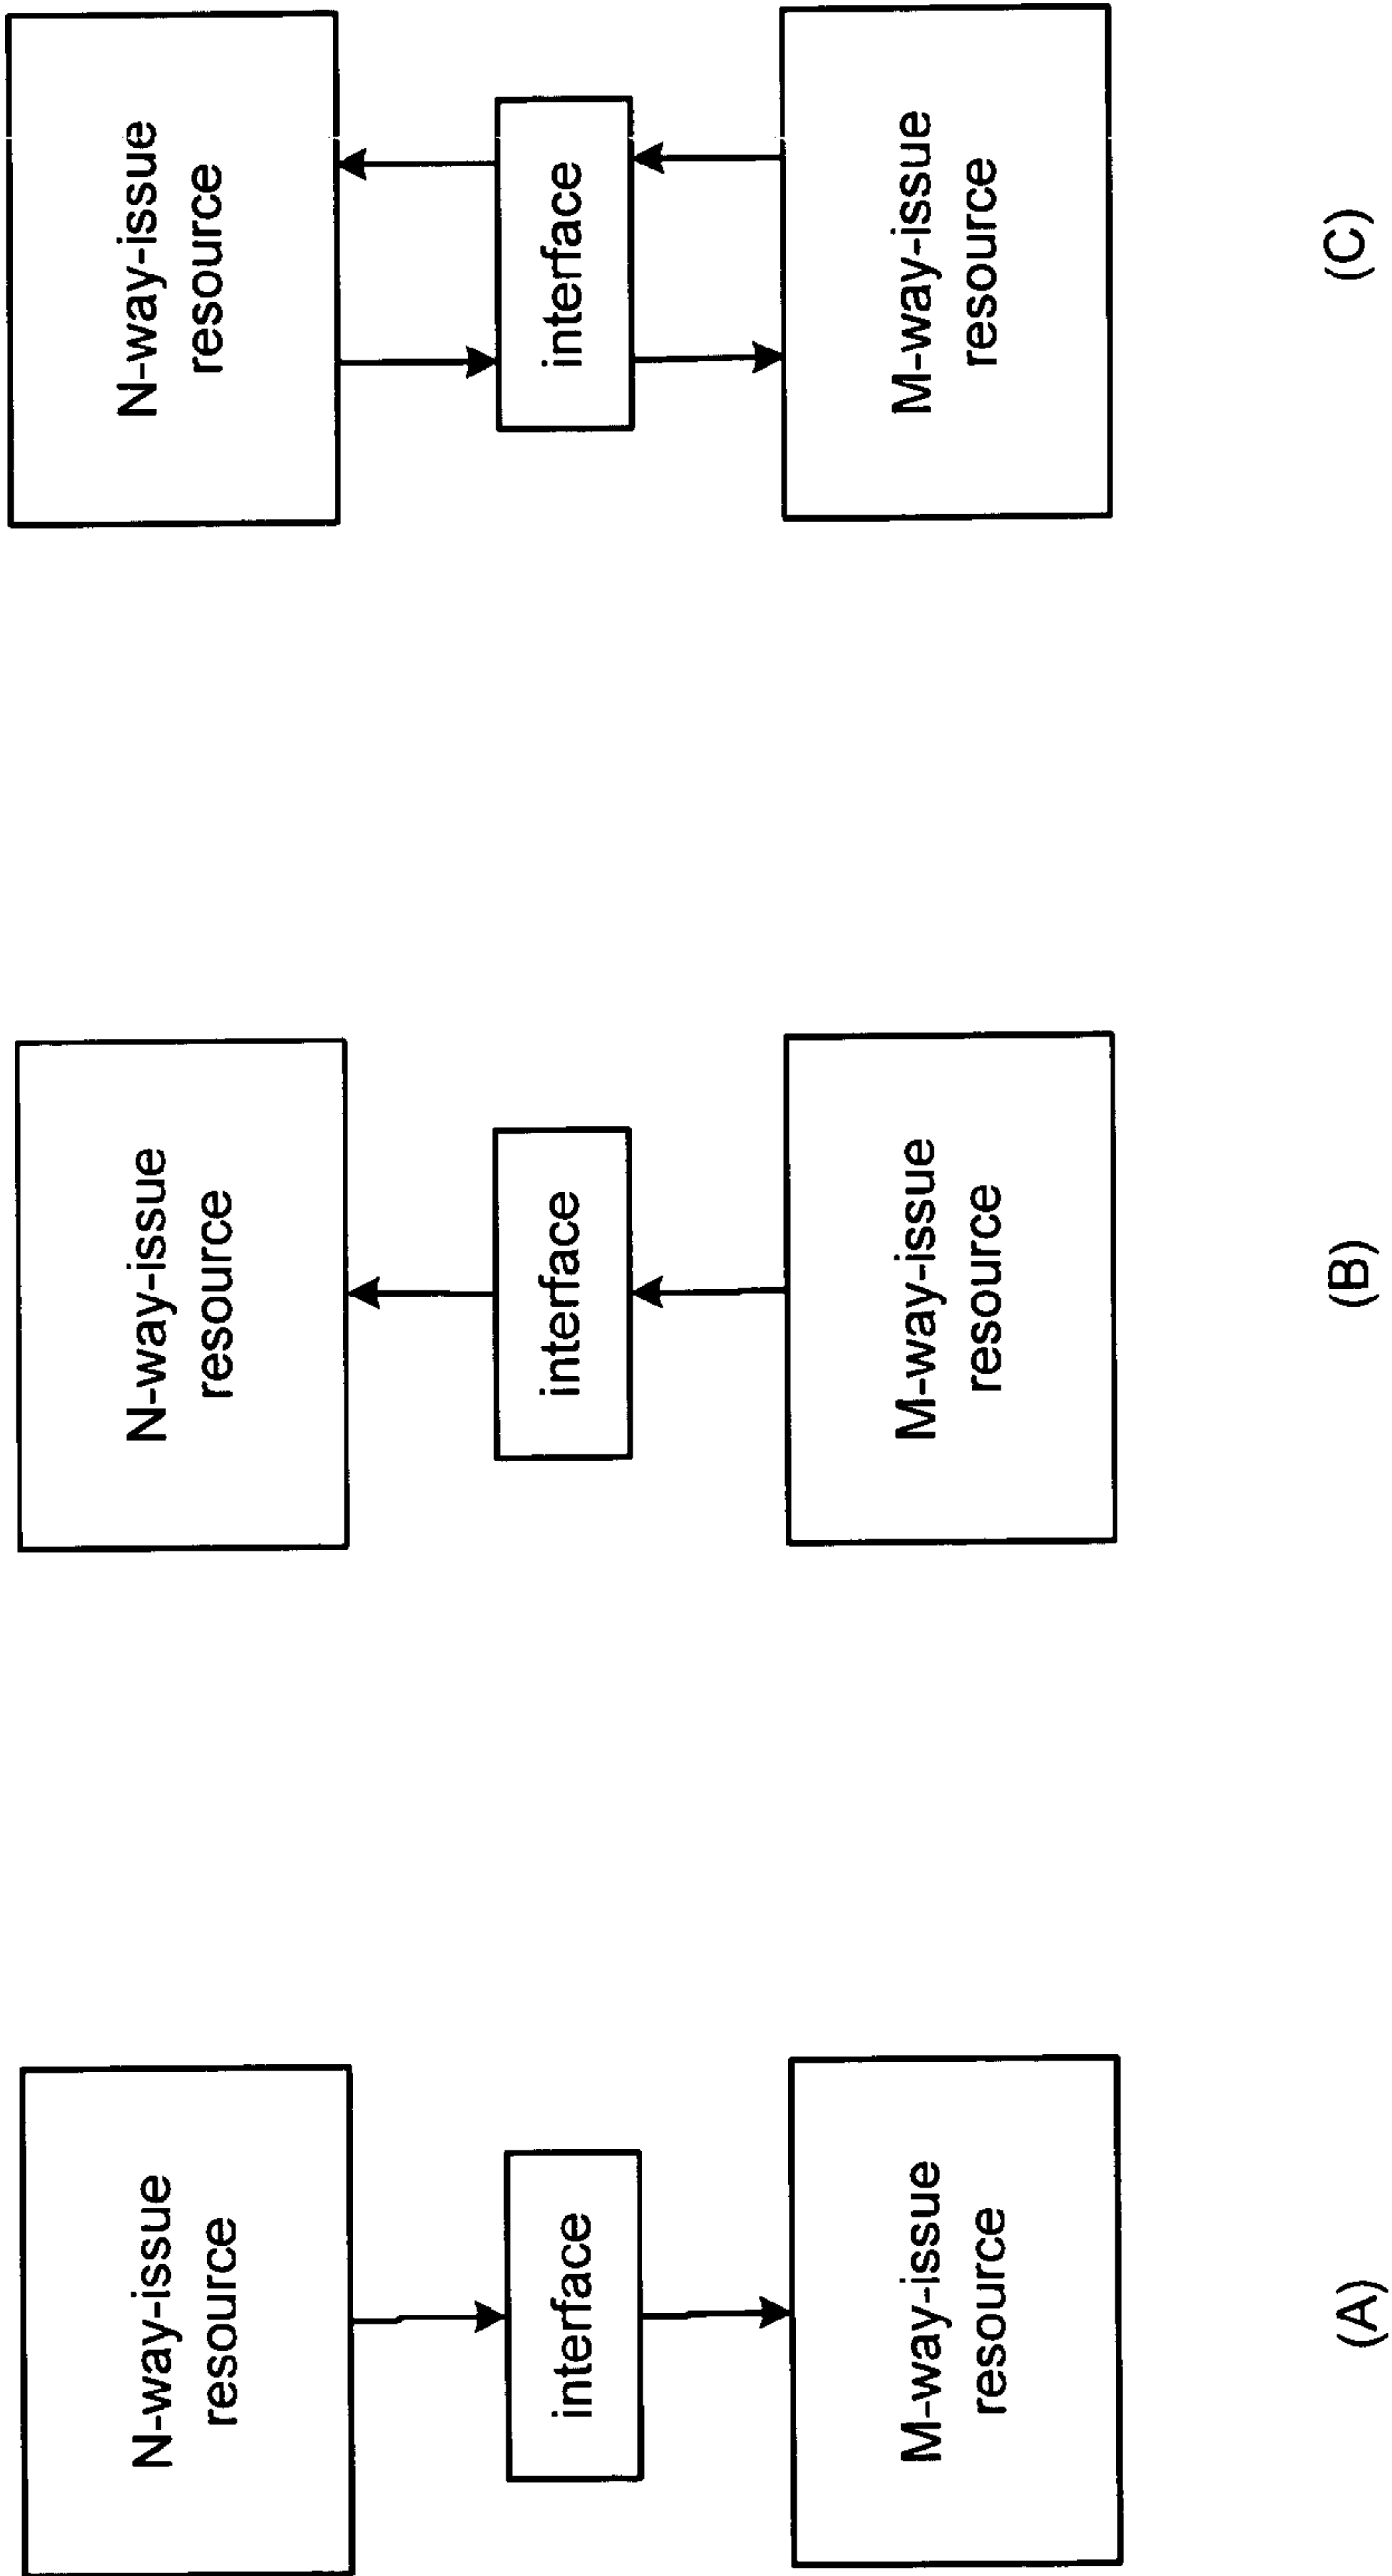 N-way-issue
resource
interface
M-way-issue
resource
(A)
N-way-issue
resource
interface
M-way-issue
resource
(B)
N-way-issue
resource
interface
M-way-issue
resource
(C)